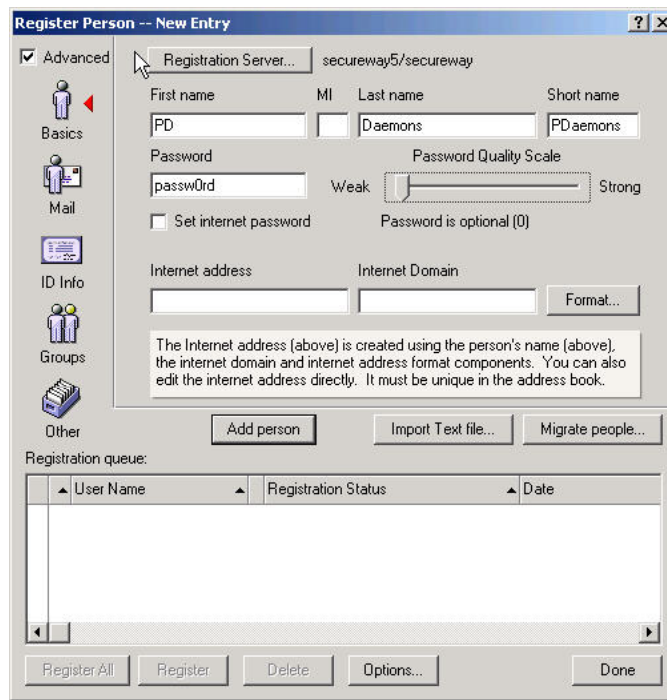 Register Person -- New Entry
Advanced
Registration Server... secureway5/secureway
First name MI Last name Short name
PD Daemons PDaemons
Basics
Password Password Quality Scale
passw0rd Weak Strong
Mail
Set internet password Password is optional (0)
ID Info
Internet address Internet Domain
Format...
The Internet address (above) is created using the person's name (above),
the internet domain and internet address format components. You can also
edit the internet address directly. It must be unique in the address book.
Groups
Other
Add person Import Text file... Migrate people...
Registration queue:
User Name Registration Status Date
Register All Register Delete Options... Done